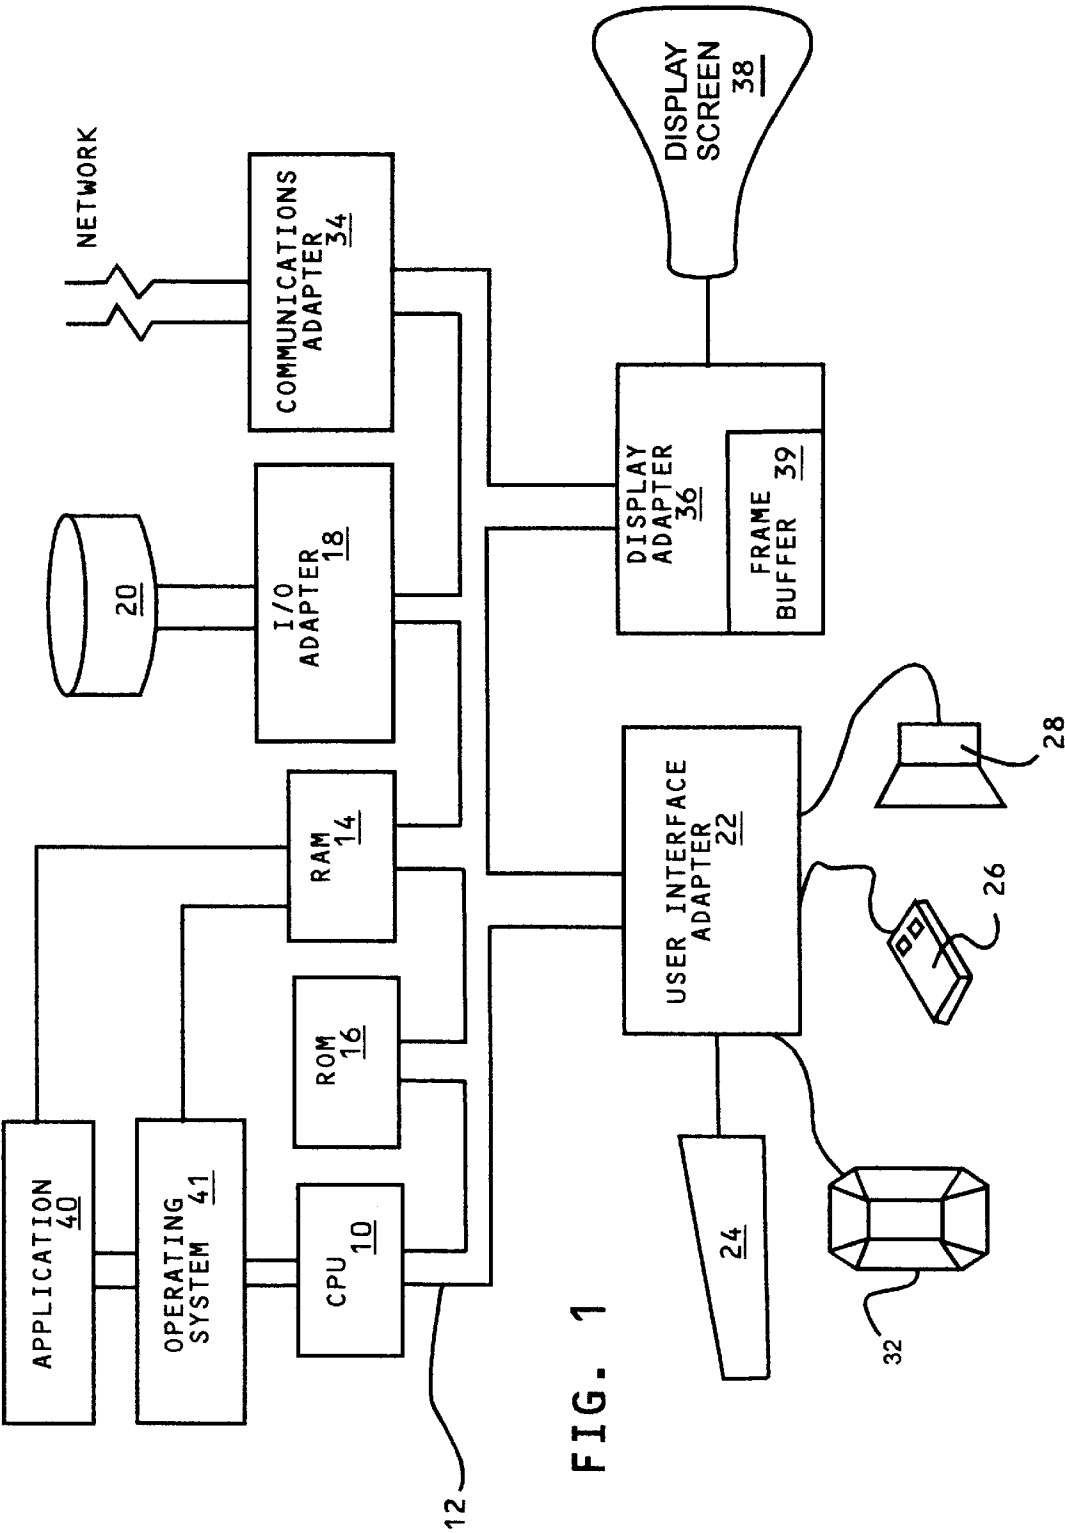 APPLICATION
40
OPERATING
SYSTEM 41
CPU
10
ROM
16
RAM
14
I/O
ADAPTER
18
20
COMMUNICATIONS
ADAPTER
34
NETWORK
12
USER INTERFACE
ADAPTER
22
DISPLAY
ADAPTER
36
FRAME
BUFFER
39
DISPLAY
SCREEN
38
24
32
26
28
FIG. 1